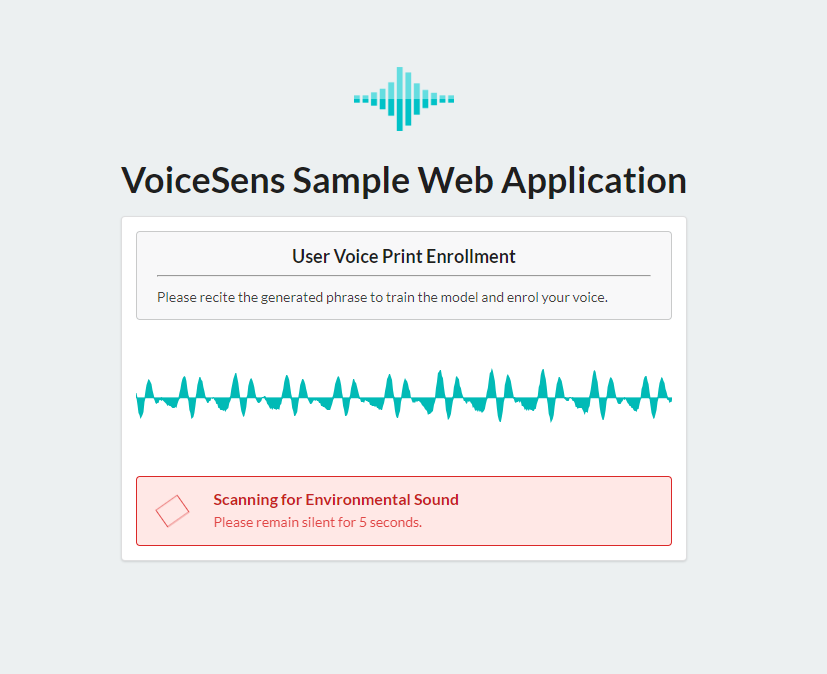 VoiceSens Sample Web Application
User Voice Print Enrollment
Please recite the generated phrase to train the model and enrol your voice.
Scanning for Environmental Sound
Please remain silent for 5 seconds.